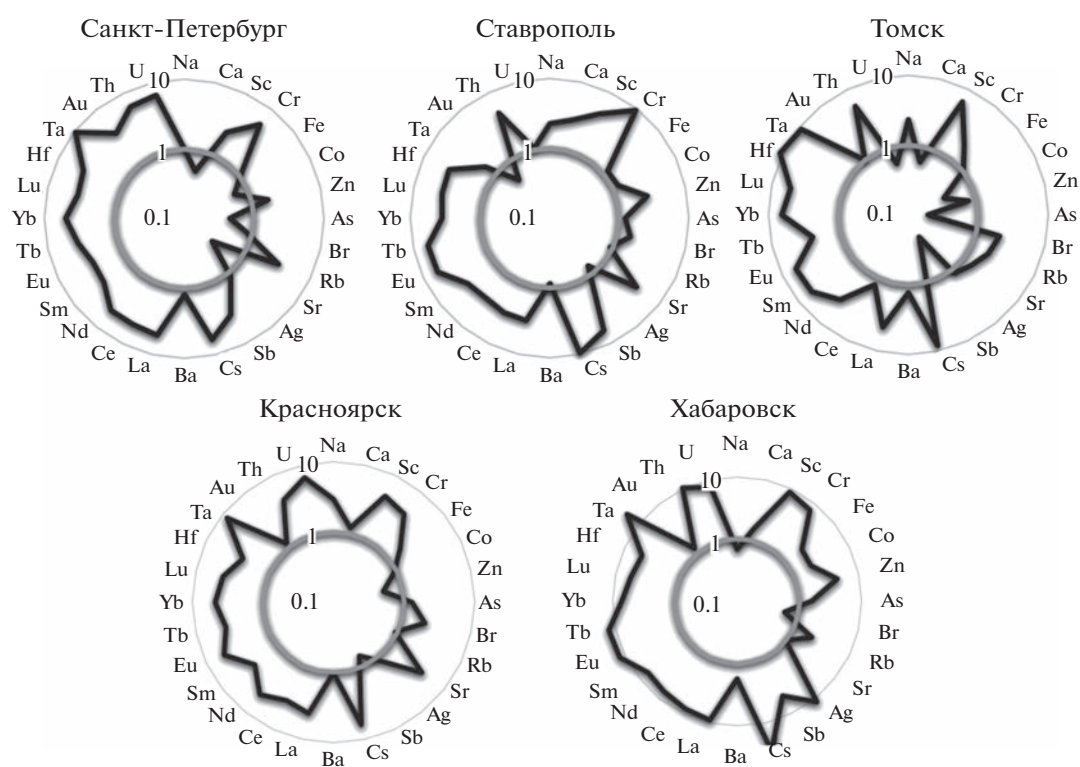 Санкт-Петербург
Na
Ca
Sc
Cr
Fe
Co
Zn
As
Br
Rb
Sr
Ag
Sb
Cs
Ba
La
Ce
Nd
Sm
Eu
Tb
Yb
Lu
Hf
Ta
Au
Th
U
10
1
0.1
Ставрополь
Na
Ca
Sc
Cr
Fe
Co
Zn
As
Br
Rb
Sr
Ag
Sb
Cs
Ba
La
Ce
Nd
Sm
Eu
Tb
Yb
Lu
Hf
Ta
Au
Th
U
10
1
0.1
Томск
Na
Ca
Sc
Cr
Fe
Co
Zn
As
Br
Rb
Sr
Ag
Sb
Cs
Ba
La
Ce
Nd
Sm
Eu
Tb
Yb
Lu
Hf
Ta
Au
Th
U
10
1
0.1
Красноярск
Na
Ca
Sc
Cr
Fe
Co
Zn
As
Br
Rb
Sr
Ag
Sb
Cs
Ba
La
Ce
Nd
Sm
Eu
Tb
Yb
Lu
Hf
Ta
Au
Th
U
10
1
0.1
Хабаровск
Na
Ca
Sc
Cr
Fe
Co
Zn
As
Br
Rb
Sr
Ag
Sb
Cs
Ba
La
Ce
Nd
Sm
Eu
Tb
Yb
Lu
Hf
Ta
Au
Th
U
10
1
0.1